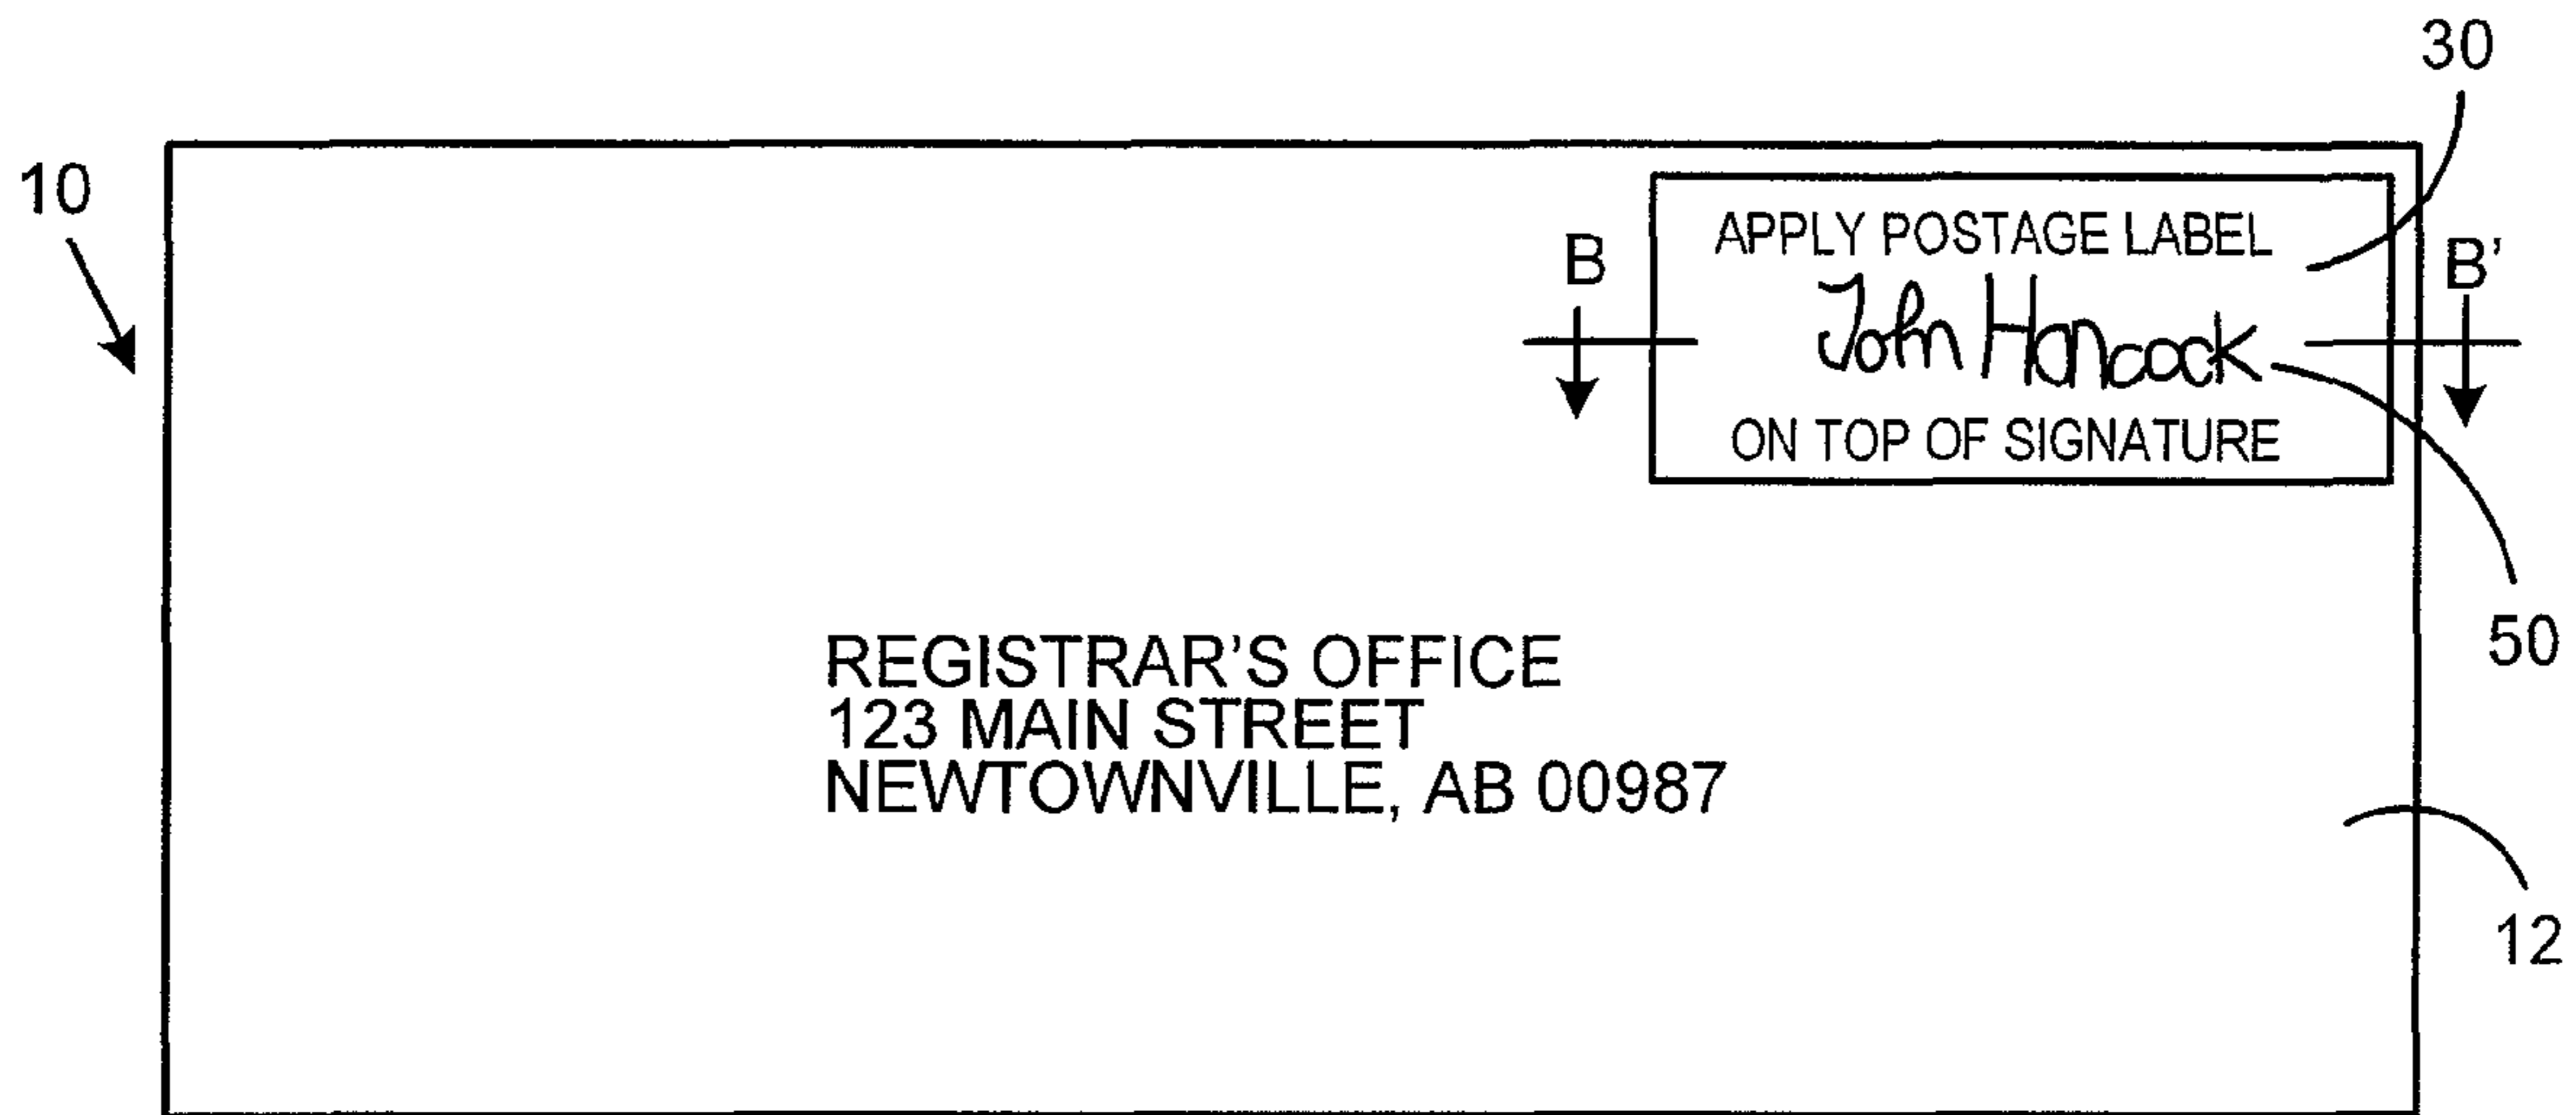 30
10
APPLY POSTAGE LABEL
B
B'
John Hancock
ON TOP OF SIGNATURE
50
REGISTRAR'S OFFICE
123 MAIN STREET
NEWTOWNVILLE, AB 00987
12